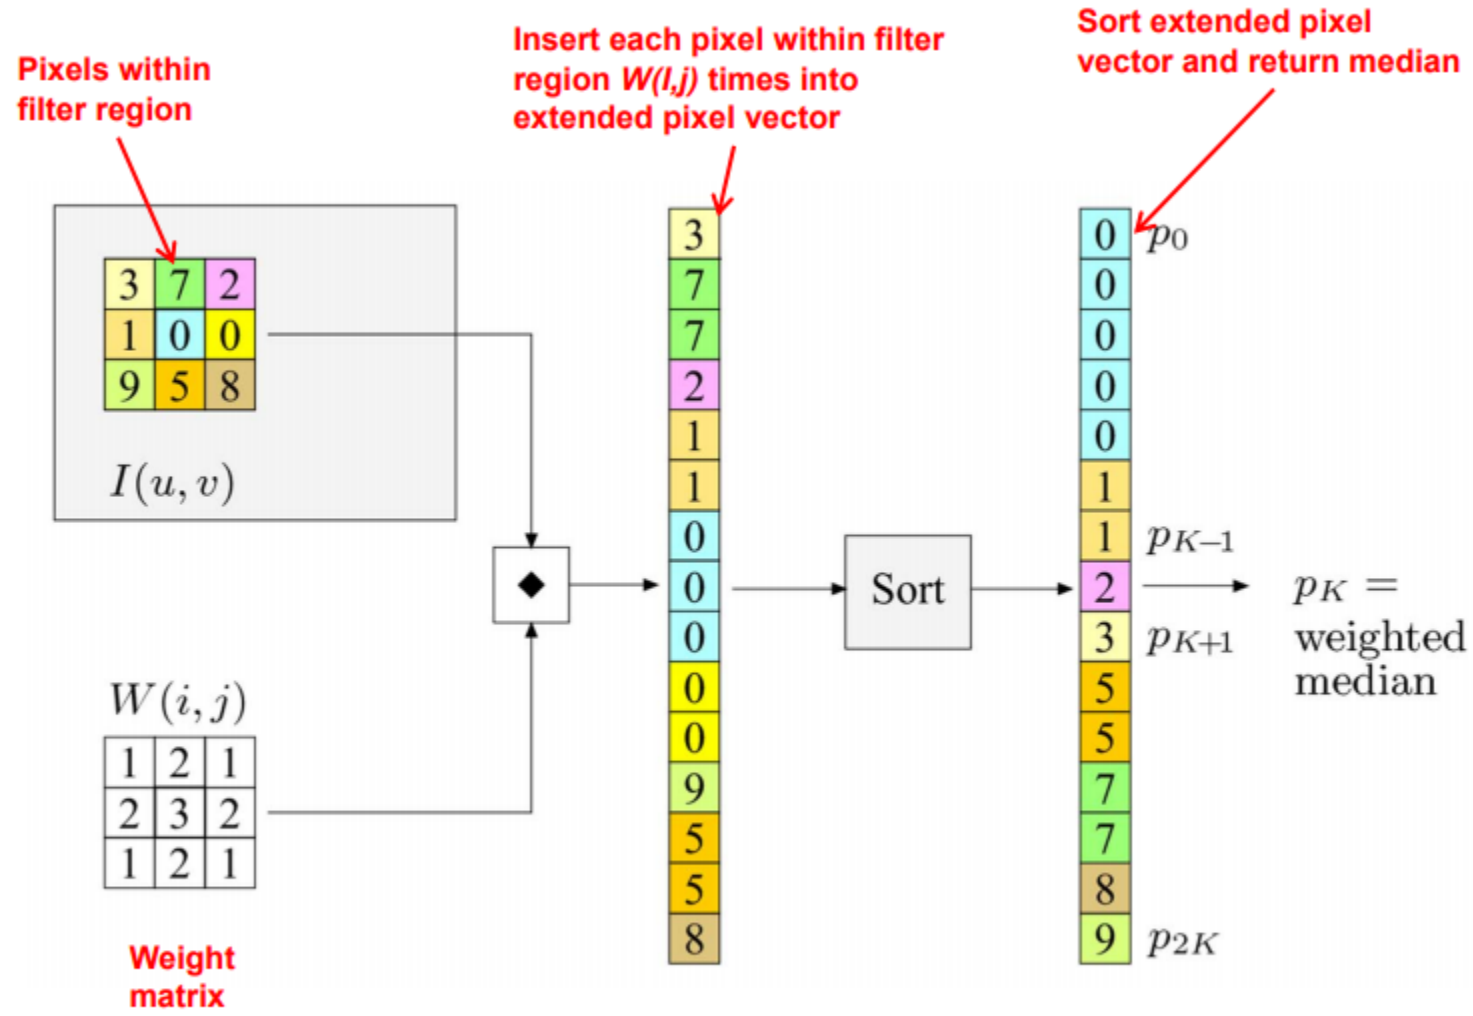 Pixels within
filter region
Insert each pixel within filter
region W(I,j) times into
extended pixel vector
Sort extended pixel
vector and return median
3 7 2
1 0 0
9 5 8
I(u, v)
W(i, j)
1 2 1
2 3 2
1 2 1
Weight
matrix
◆
3
7
7
2
1
1
0
0
0
0
0
9
5
5
8
Sort
0 p0
0
0
0
0
1
1 pK−1
2
3 pK+1
5
5
7
7
8
9 p2K
pK =
weighted
median